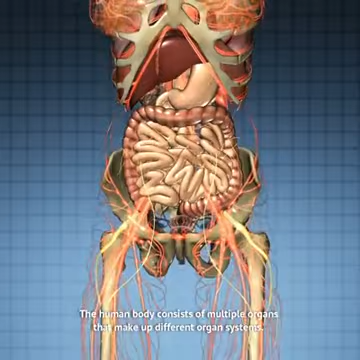 The human body consists of multiple organs
that make up different organ systems.